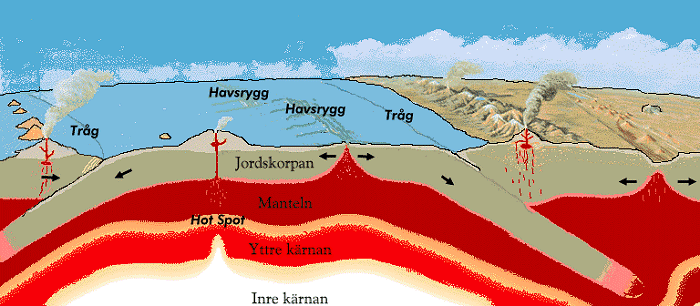 Havsrygg
Havsrygg
Tråg
Tråg
Jordskorpan
Manteln
Hot Spot
Yttre kärnan
Inre kärnan